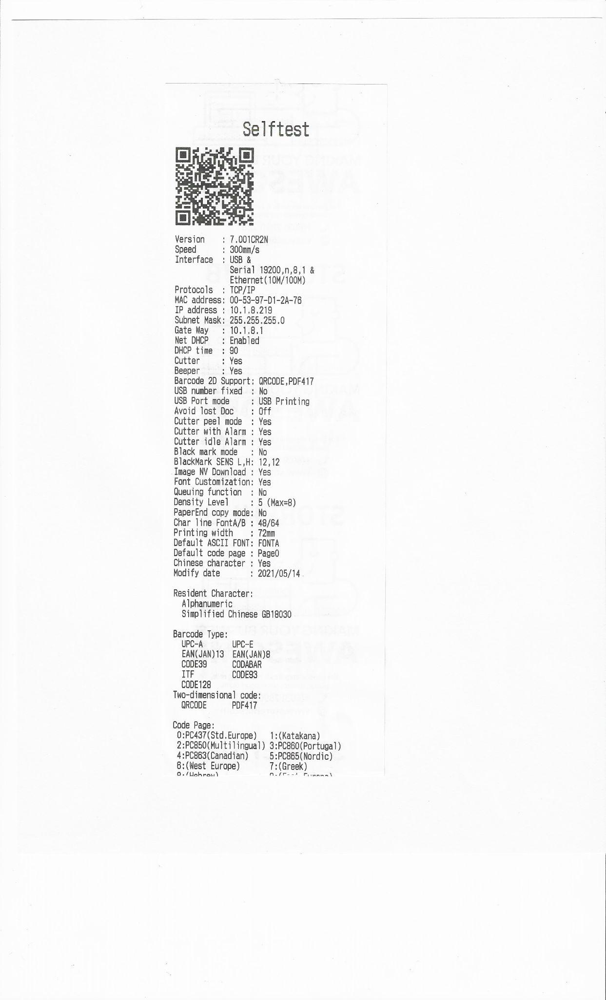 Selftest
Version : 7.001CR2N
Speed : 300mm/s
Interface : USB &
Serial 19200,n,8,1 &
Ethernet(10M/100M)
Protocols : TCP/IP
MAC address: 00-53-97-D1-2A-76
IP address : 10.1.8.219
Subnet Mask: 255.255.255.0
Gate Way : 10.1.8.1
Net DHCP : Enabled
DHCP time : 90
Cutter : Yes
Beeper : Yes
Barcode 2D Support: QRCODE,PDF417
USB number fixed : No
USB Port mode : USB Printing
Avoid lost Doc : Off
Cutter peel mode : Yes
Cutter with Alarm : Yes
Cutter idle Alarm : Yes
Black mark mode : No
BlackMark SENS L,H: 12,12
Image NV Download : Yes
Font Customization: Yes
Queuing function : No
Density Level : 5 (Max=8)
PaperEnd copy mode: No
Char line FontA/B : 48/64
Printing width : 72mm
Default ASCII FONT: FONTA
Default code page : Page0
Chinese character : Yes
Modify date : 2021/05/14
Resident Character:
Alphanumeric
Simplified Chinese GB18030
Barcode Type:
UPC-A UPC-E
EAN(JAN)13 EAN(JAN)8
CODE39 CODABAR
ITF CODE93
CODE128
Two-dimensional code:
QRCODE PDF417
Code Page:
0:PC437(Std.Europe) 1:(Katakana)
2:PC850(Multilingual) 3:PC860(Portugal)
4:PC863(Canadian) 5:PC865(Nordic)
6:(West Europe) 7:(Greek)